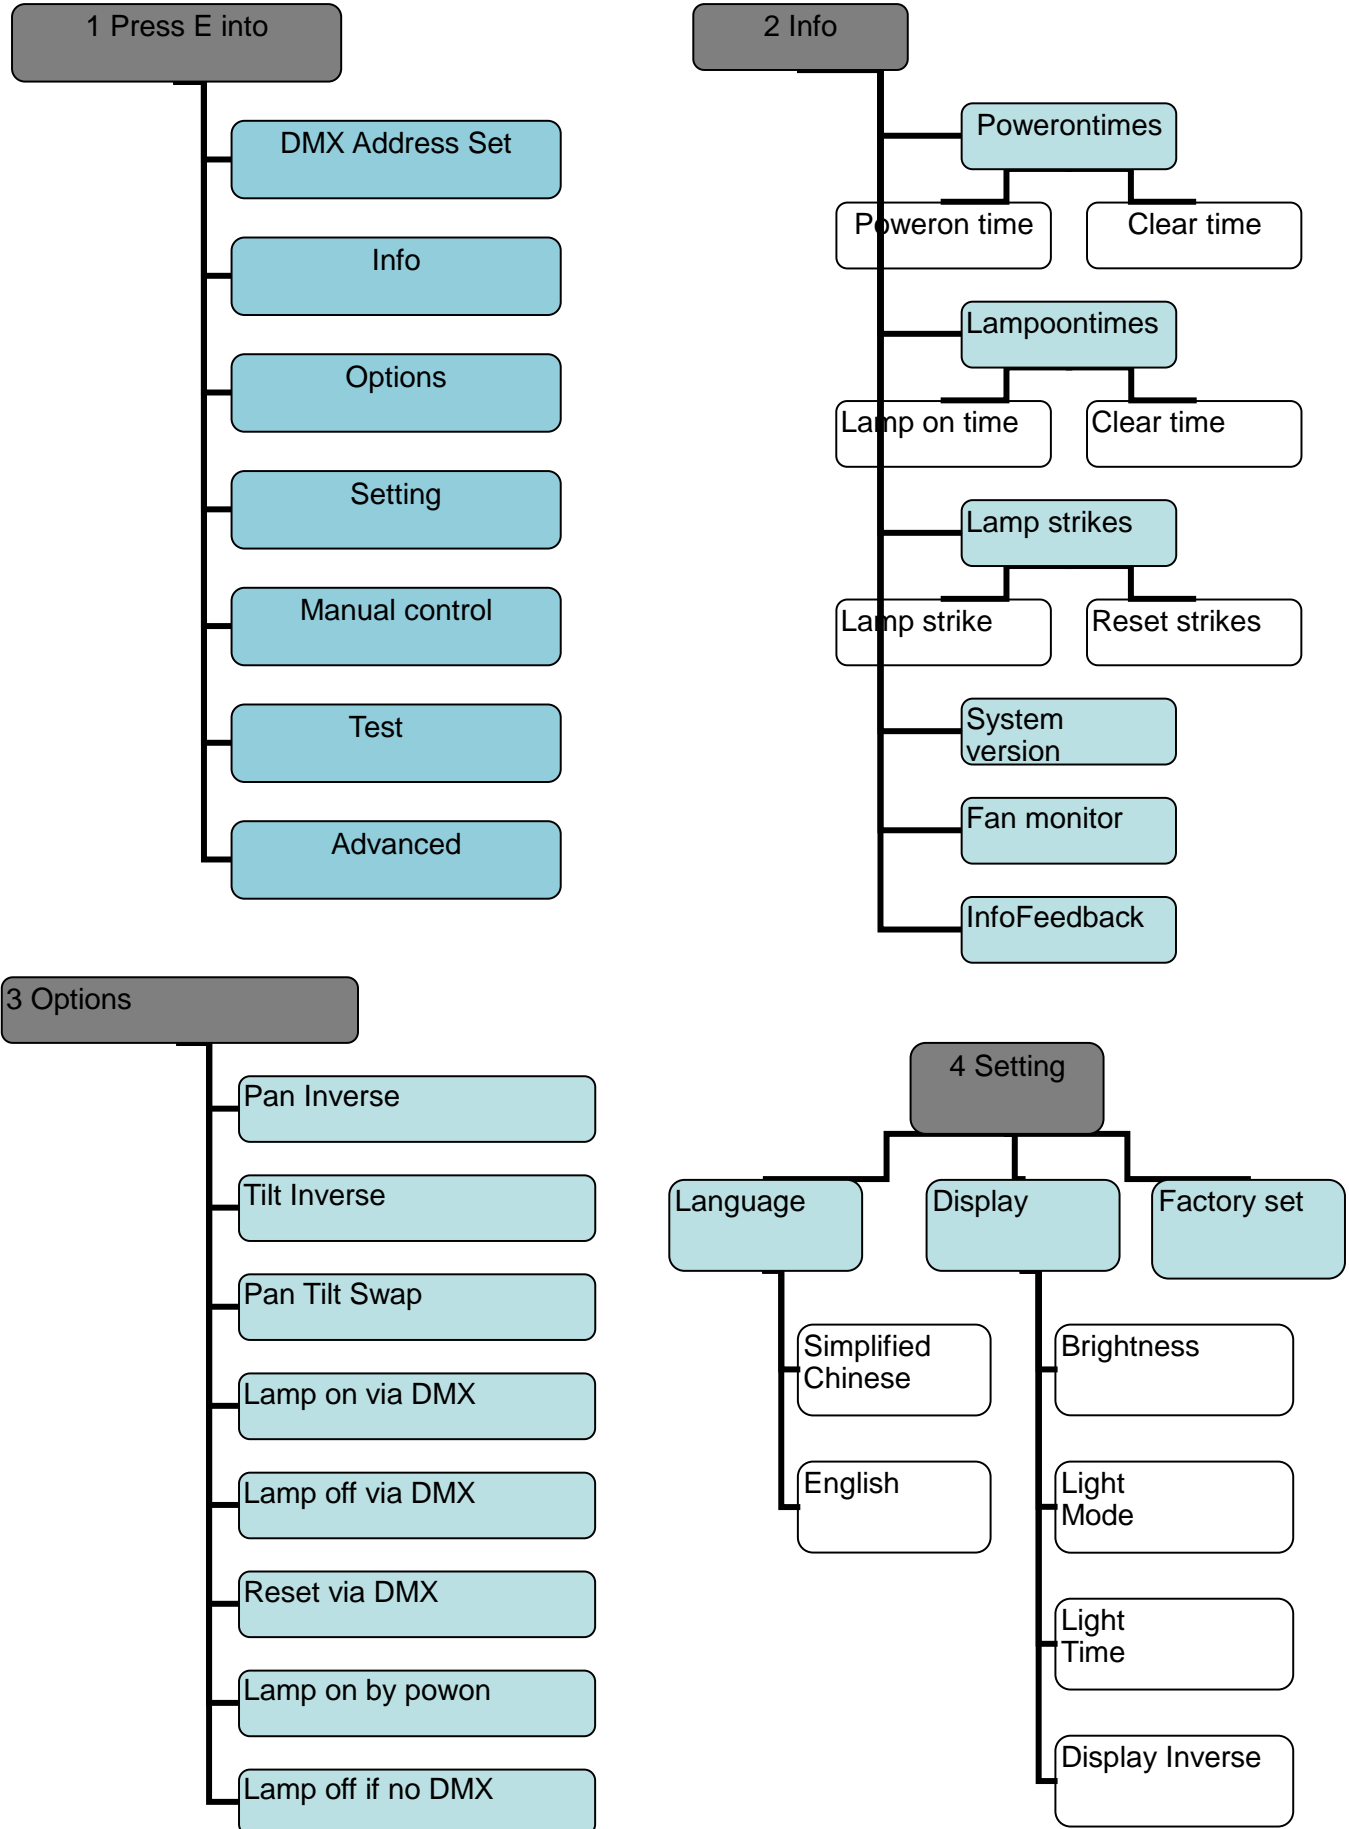 1 Press E into
DMX Address Set
Info
Options
Setting
Manual control
Test
Advanced
2 Info
Powerontimes
Poweron time
Clear time
Lampoontimes
Lamp on time
Clear time
Lamp strikes
Lamp strike
Reset strikes
System
version
Fan monitor
InfoFeedback
3 Options
Pan Inverse
Tilt Inverse
Pan Tilt Swap
Lamp on via DMX
Lamp off via DMX
Reset via DMX
Lamp on by powon
Lamp off if no DMX
4 Setting
Language
Display
Factory set
Simplified
Chinese
English
Brightness
Light
Mode
Light
Time
Display Inverse